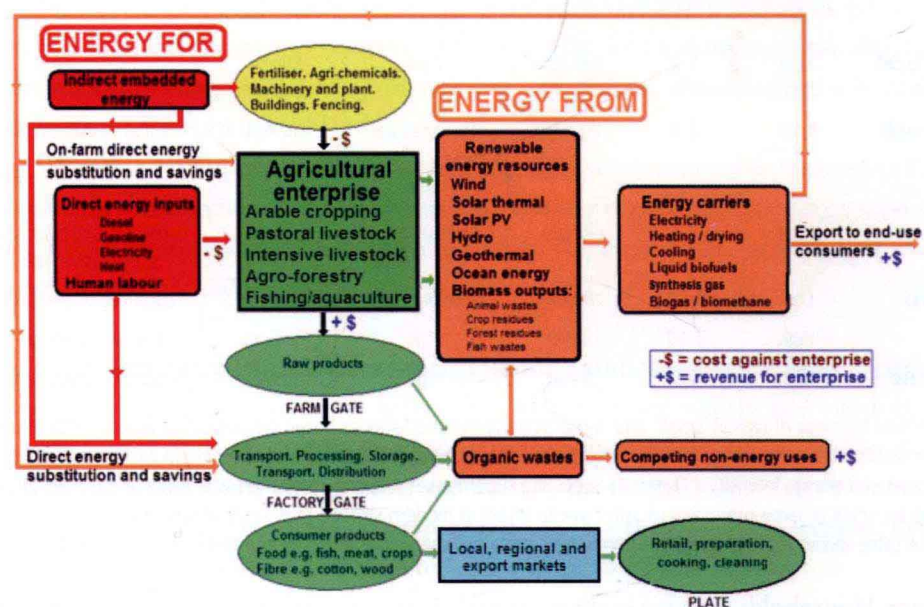 ENERGY FOR
Indirect embedded
energy
Fertiliser. Agri-chemicals.
Machinery and plant.
Buildings. Fencing.
ENERGY FROM
- $
On-farm direct energy
substitution and savings
Direct energy inputs
Diesel
Gasoline
Electricity
Heat
Human labour
- $
Agricultural
enterprise
Arable cropping
Pastoral livestock
Intensive livestock
Agro-forestry
Fishing/aquaculture
+ $
Renewable
energy resources
Wind
Solar thermal
Solar PV
Hydro
Geothermal
Ocean energy
Biomass outputs:
Animal wastes
Crop residues
Forest residues
Fish wastes
Energy carriers
Electricity
Heating / drying
Cooling
Liquid biofuels
Synthesis gas
Biogas / biomethane
Export to end-use
consumers
+$
-$ = cost against enterprise
+$ = revenue for enterprise
Raw products
FARM GATE
Transport. Processing. Storage.
Transport. Distribution
Direct energy
substitution and savings
Organic wastes
Competing non-energy uses
+$
FACTORY GATE
Consumer products
Food e.g. fish, meat, crops
Fibre e.g. cotton, wood
Local, regional and
export markets
Retail, preparation,
cooking, cleaning
PLATE